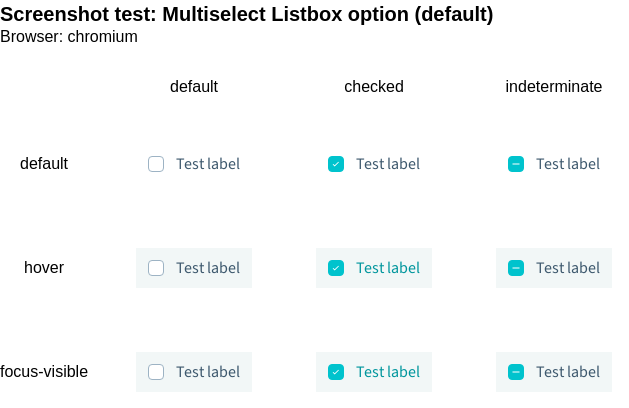 Screenshot test: Multiselect Listbox option (default)
Browser: chromium
default checked indeterminate
default Test label Test label Test label
hover Test label Test label Test label
focus-visible Test label Test label Test label